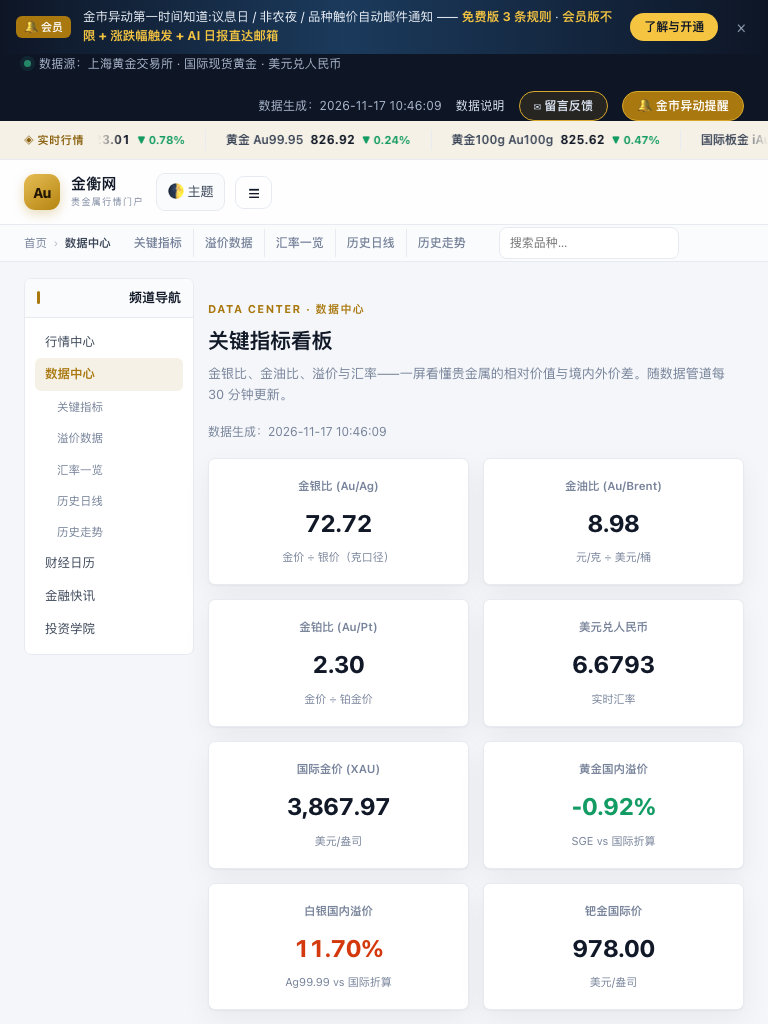 会员
金市异动第一时间知道:议息日 / 非农夜 / 品种触价自动邮件通知 —— 免费版 3 条规则 · 会员版不
限 + 涨跌幅触发 + AI 日报直达邮箱
了解与开通
×
数据源：上海黄金交易所 · 国际现货黄金 · 美元兑人民币
数据生成：2026-11-17 10:46:09
数据说明
✉ 留言反馈
金市异动提醒
◈ 实时行情
3.01 ▼0.78%
黄金 Au99.95 826.92 ▼0.24%
黄金100g Au100g 825.62 ▼0.47%
国际板金
Au
金衡网
贵金属行情门户
主题
☰
首页 › 数据中心
关键指标
溢价数据
汇率一览
历史日线
历史走势
搜索品种...
频道导航
行情中心
数据中心
关键指标
溢价数据
汇率一览
历史日线
历史走势
财经日历
金融快讯
投资学院
DATA CENTER · 数据中心
关键指标看板
金银比、金油比、溢价与汇率——一屏看懂贵金属的相对价值与境内外价差。随数据管道每
30 分钟更新。
数据生成：2026-11-17 10:46:09
金银比 (Au/Ag)
72.72
金价 ÷ 银价（克口径）
金油比 (Au/Brent)
8.98
元/克 ÷ 美元/桶
金铂比 (Au/Pt)
2.30
金价 ÷ 铂金价
美元兑人民币
6.6793
实时汇率
国际金价 (XAU)
3,867.97
美元/盎司
黄金国内溢价
-0.92%
SGE vs 国际折算
白银国内溢价
11.70%
Ag99.99 vs 国际折算
钯金国际价
978.00
美元/盎司